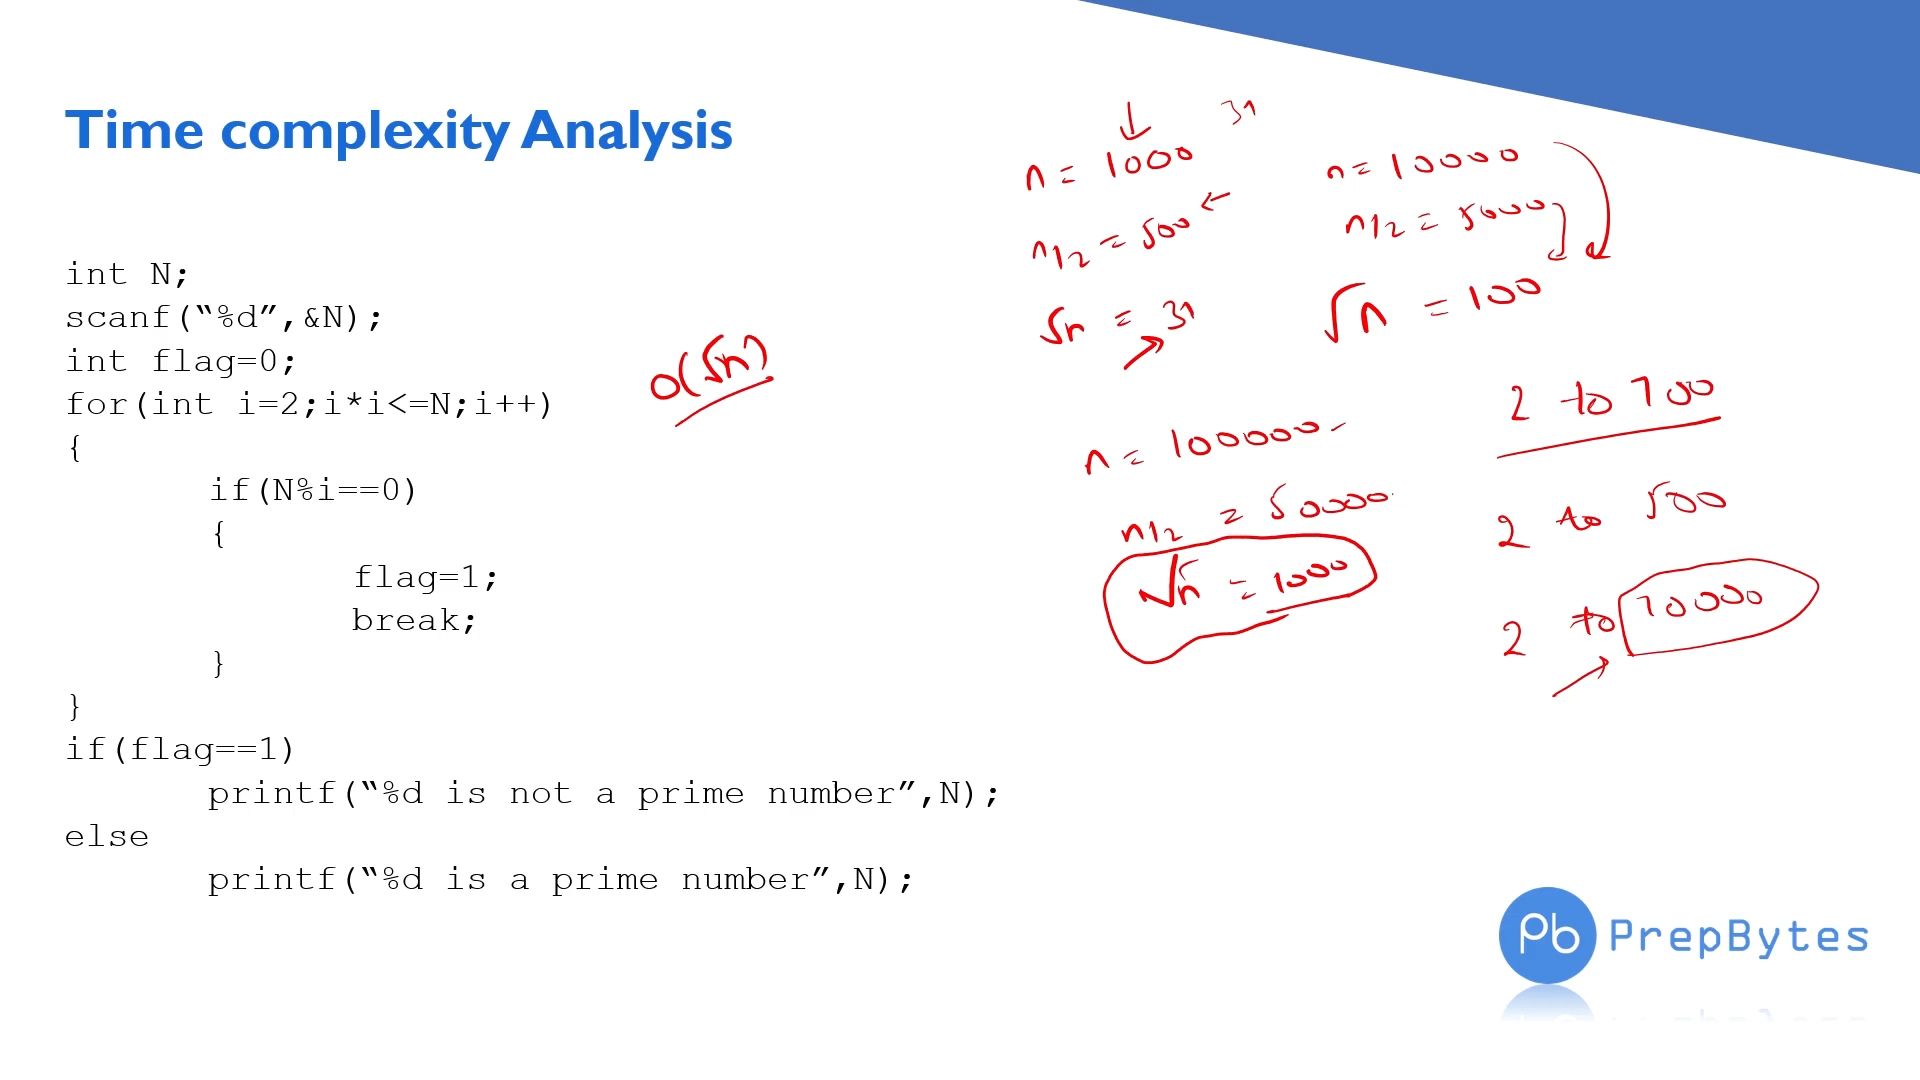 Time complexity Analysis
int N;
scanf(“%d”,&N);
int flag=0;
for(int i=2;i*i<=N;i++)
{
if(N%i==0)
{
flag=1;
break;
}
}
if(flag==1)
printf(“%d is not a prime number”,N);
else
printf(“%d is a prime number”,N);
O(√n)
31
n = 1000
n/2 = 500
√n = 31
n = 10000
n/2 = 5000
√n = 100
n = 100000
n/2 = 50000
√n = 1000
2 to 100
2 to 500
2 to 10000
Pb PrepBytes